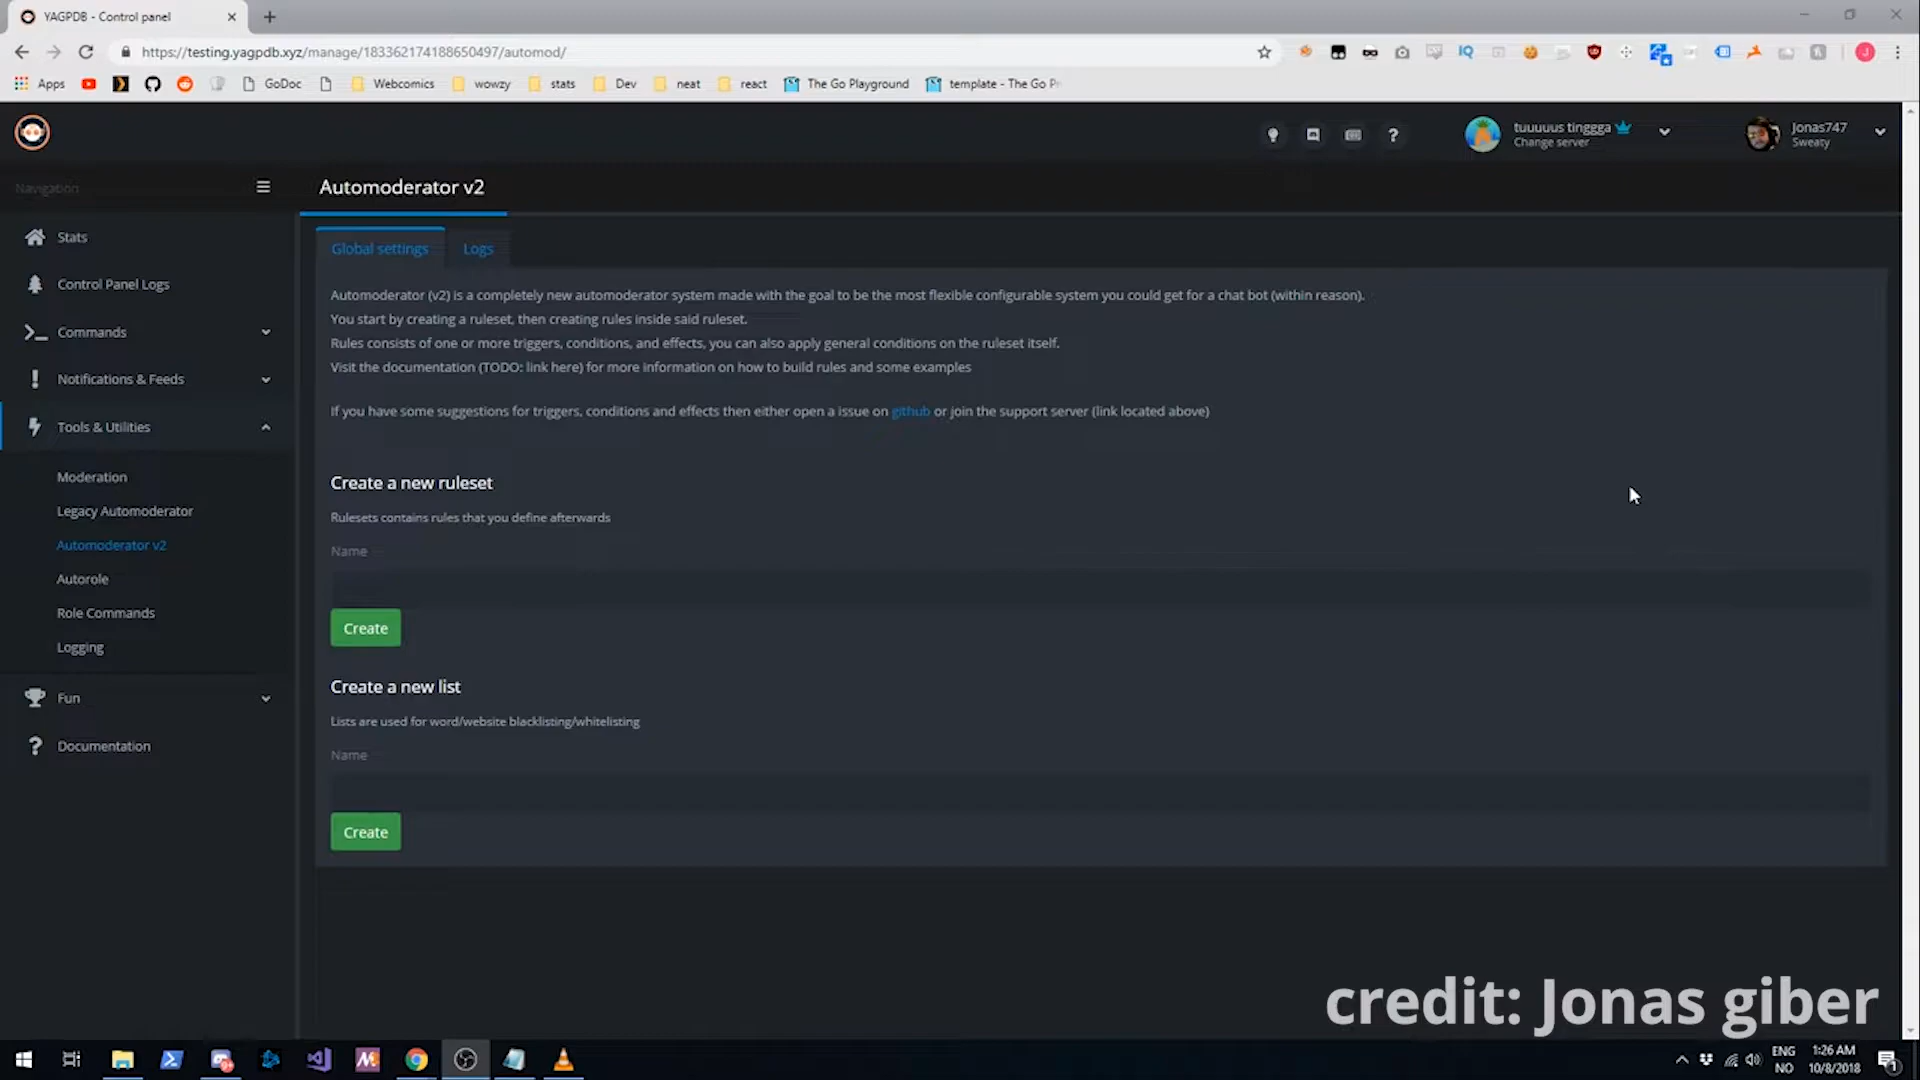 YAGPDB - Control panel
https://testing.yagpdb.xyz/manage/183362174188650497/automod/
Apps
GoDoc
Webcomics
wowzy
stats
Dev
neat
react
The Go Playground
template - The Go P
tuuuuus tinggga
Change server
Jonas747
Sweaty
Navigation
Automoderator v2
Stats
Control Panel Logs
Commands
Notifications & Feeds
Tools & Utilities
Moderation
Legacy Automoderator
Automoderator v2
Autorole
Role Commands
Logging
Fun
Documentation
Global settings
Logs
Automoderator (v2) is a completely new automoderator system made with the goal to be the most flexible configurable system you could get for a chat bot (within reason).
You start by creating a ruleset, then creating rules inside said ruleset.
Rules consists of one or more triggers, conditions, and effects, you can also apply general conditions on the ruleset itself.
Visit the documentation (TODO: link here) for more information on how to build rules and some examples
If you have some suggestions for triggers, conditions and effects then either open a issue on github or join the support server (link located above)
Create a new ruleset
Rulesets contains rules that you define afterwards
Name
Create
Create a new list
Lists are used for word/website blacklisting/whitelisting
Name
Create
credit: Jonas giber
ENG
NO
1:26 AM
10/8/2018